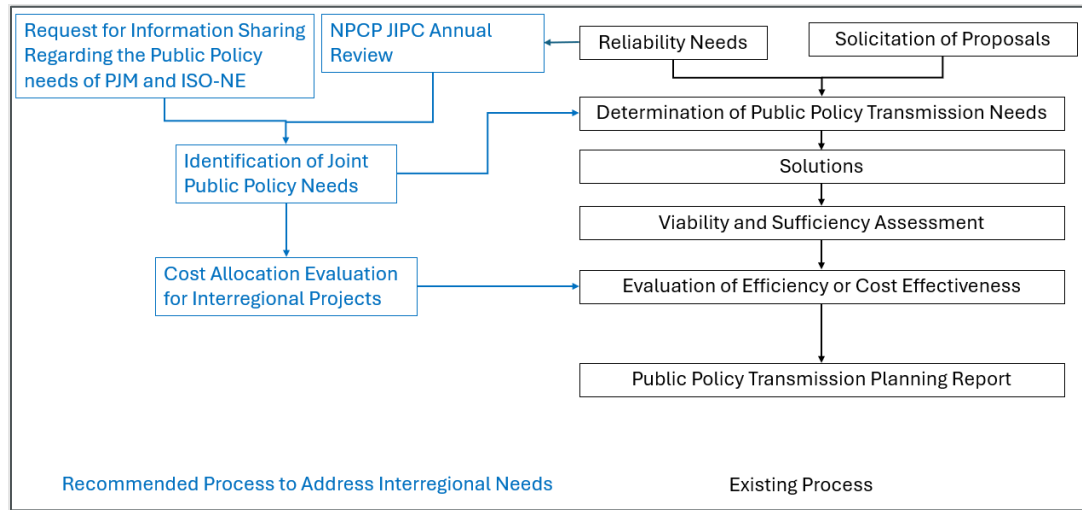 Request for Information Sharing
Regarding the Public Policy
needs of PJM and ISO-NE
NPCP JIPC Annual
Review
Reliability Needs
Solicitation of Proposals
Determination of Public Policy Transmission Needs
Identification of Joint
Public Policy Needs
Solutions
Viability and Sufficiency Assessment
Cost Allocation Evaluation
for Interregional Projects
Evaluation of Efficiency or Cost Effectiveness
Public Policy Transmission Planning Report
Recommended Process to Address Interregional Needs
Existing Process